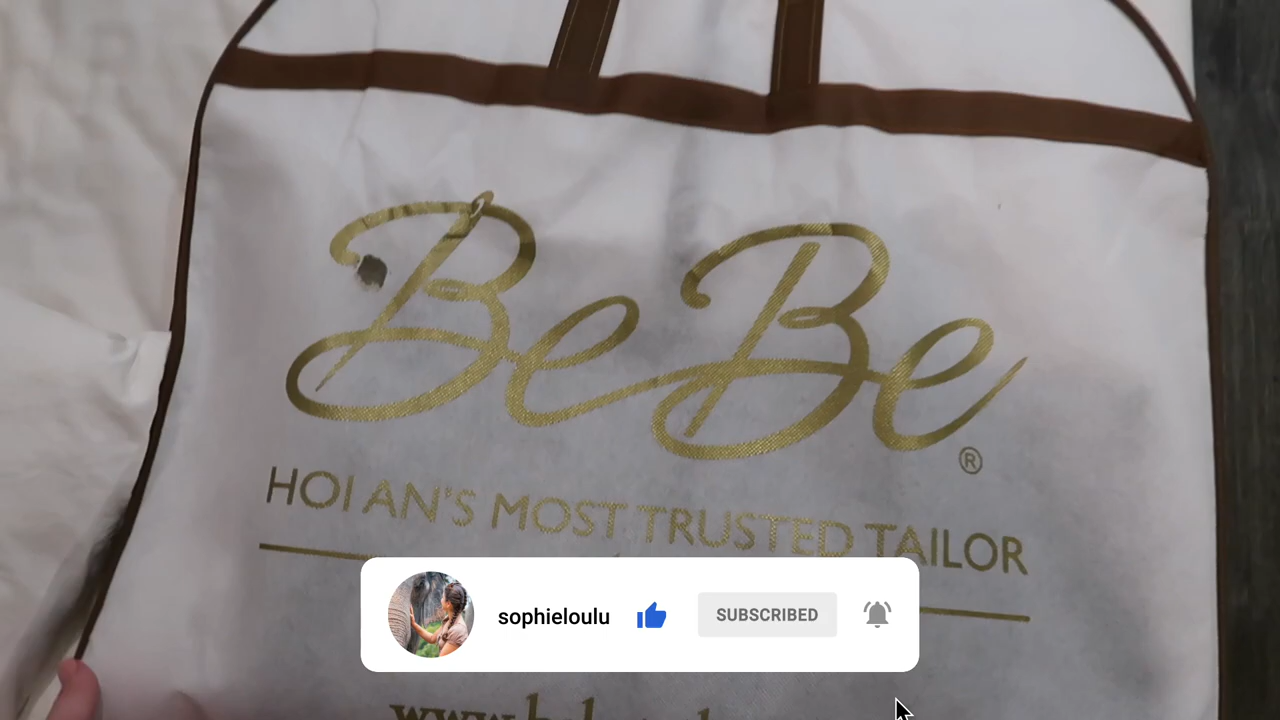 BeBe
®
HOI AN'S MOST TRUSTED TAILOR
sophieloulu
SUBSCRIBED